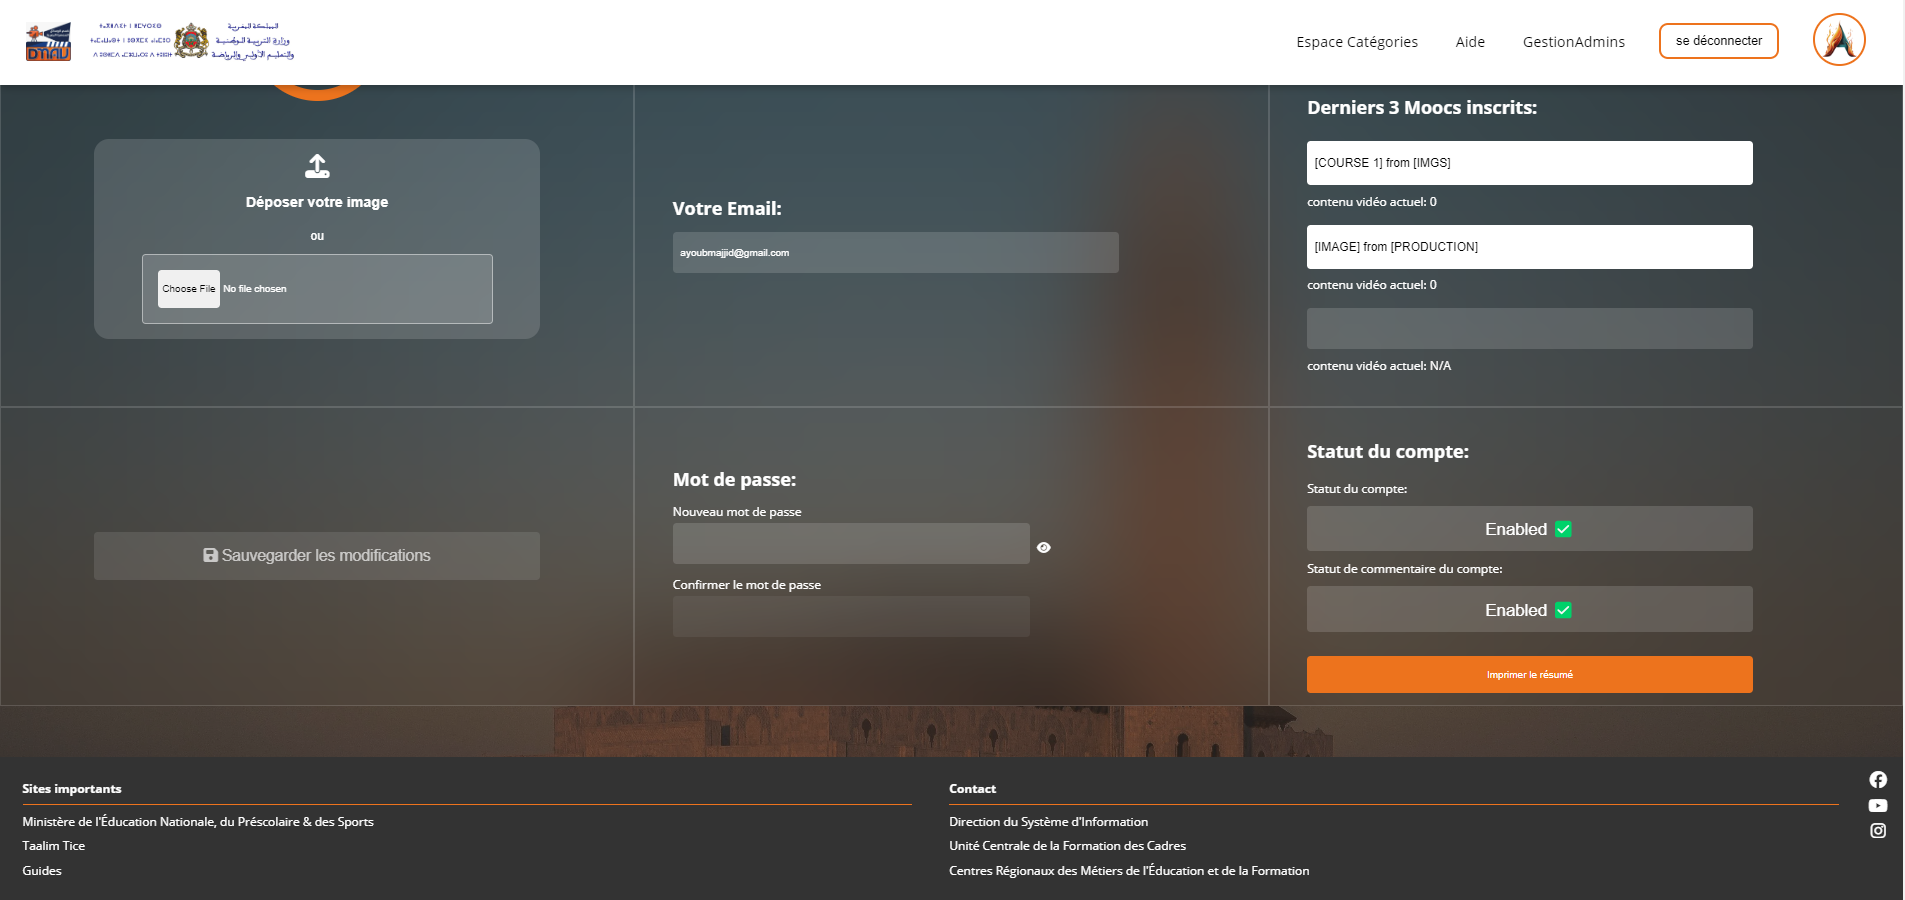 المملكة المغربية
وزارة التربية الوطنية
والتعليم الأولي والرياضة
Espace Catégories
Aide
GestionAdmins
se déconnecter
Déposer votre image
ou
Choose File No file chosen
Votre Email:
ayoubmajjid@gmail.com
Derniers 3 Moocs inscrits:
[COURSE 1] from [IMGS]
contenu vidéo actuel: 0
[IMAGE] from [PRODUCTION]
contenu vidéo actuel: 0
contenu vidéo actuel: N/A
Sauvegarder les modifications
Mot de passe:
Nouveau mot de passe
Confirmer le mot de passe
Statut du compte:
Statut du compte:
Enabled ✅
Statut de commentaire du compte:
Enabled ✅
Imprimer le résumé
Sites importants
Ministère de l'Éducation Nationale, du Préscolaire & des Sports
Taalim Tice
Guides
Contact
Direction du Système d'Information
Unité Centrale de la Formation des Cadres
Centres Régionaux des Métiers de l'Éducation et de la Formation